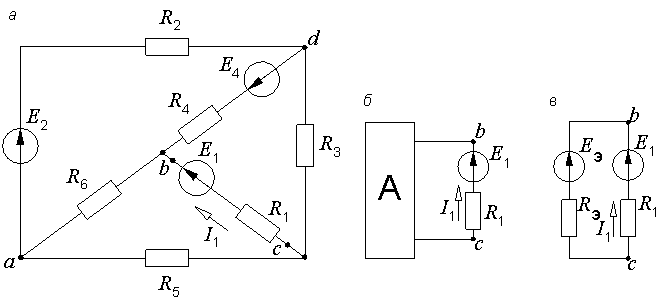 а
R₂
d
E₄
E₂
R₄
R₃
b
E₁
R₆
R₁
I₁
c
a
R₅
б
b
A
E₁
I₁
R₁
c
в
b
Eэ
E₁
Rэ
I₁
R₁
c